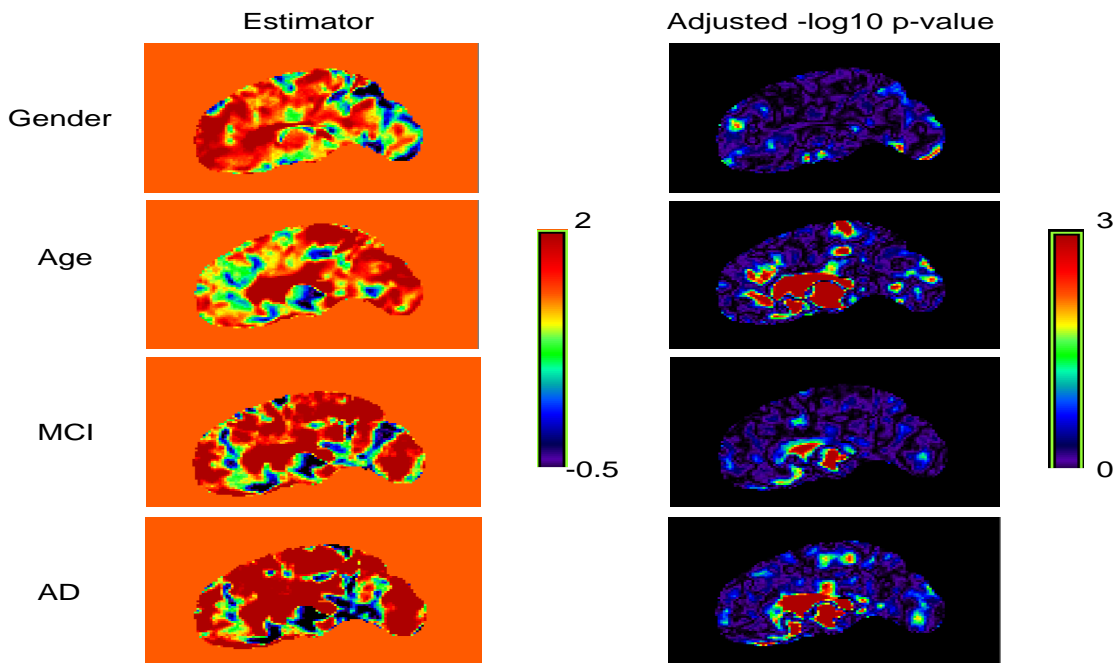 Estimator
Adjusted -log10 p-value
Gender
Age
2
3
MCI
-0.5
0
AD